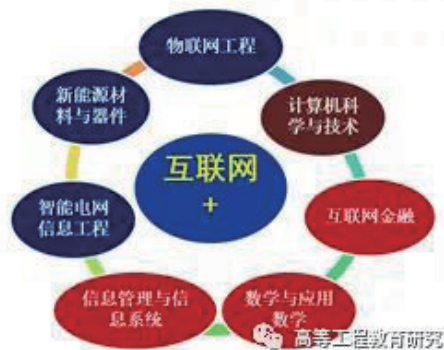 物联网工程
新能源材
料与器件
计算机科
学与技术
互联网
+
智能电网
信息工程
互联网金融
信息管理与信
息系统
数学与应用
数学
高等工程教育研究